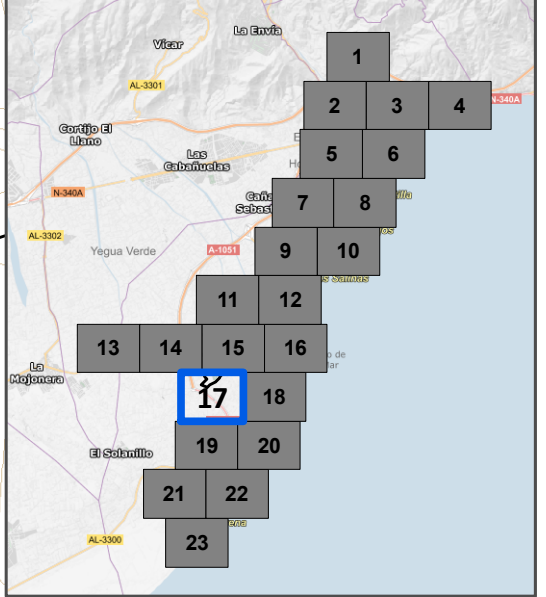 La Envía
Vícar
1
AL-3301
2 3 4
N-340A
Cortijo El
Llano
Las
Cabañuelas
5 6
N-340A
7 8
AL-3302
Yegua Verde
A-1051
9 10
Salinas
11 12
13 14 15 16
La
Mojonera
17 18
El Solanillo
19 20
21 22
AL-3300
23